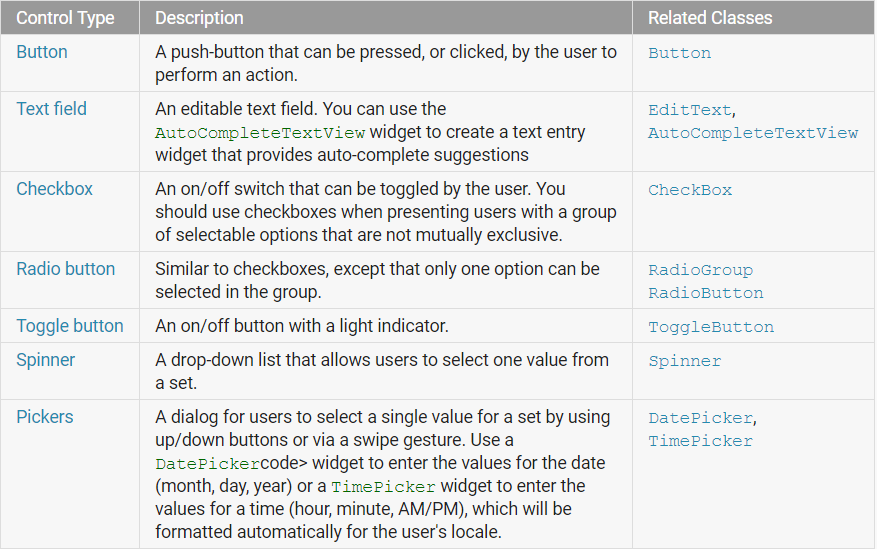 Control Type Description Related Classes
Button A push-button that can be pressed, or clicked, by the user to Button
perform an action.
Text field An editable text field. You can use the EditText,
AutoCompleteTextView widget to create a text entry AutoCompleteTextView
widget that provides auto-complete suggestions
Checkbox An on/off switch that can be toggled by the user. You CheckBox
should use checkboxes when presenting users with a group
of selectable options that are not mutually exclusive.
Radio button Similar to checkboxes, except that only one option can be RadioGroup
selected in the group. RadioButton
Toggle button An on/off button with a light indicator. ToggleButton
Spinner A drop-down list that allows users to select one value from Spinner
a set.
Pickers A dialog for users to select a single value for a set by using DatePicker,
up/down buttons or via a swipe gesture. Use a TimePicker
DatePickercode> widget to enter the values for the date
(month, day, year) or a TimePicker widget to enter the
values for a time (hour, minute, AM/PM), which will be
formatted automatically for the user's locale.